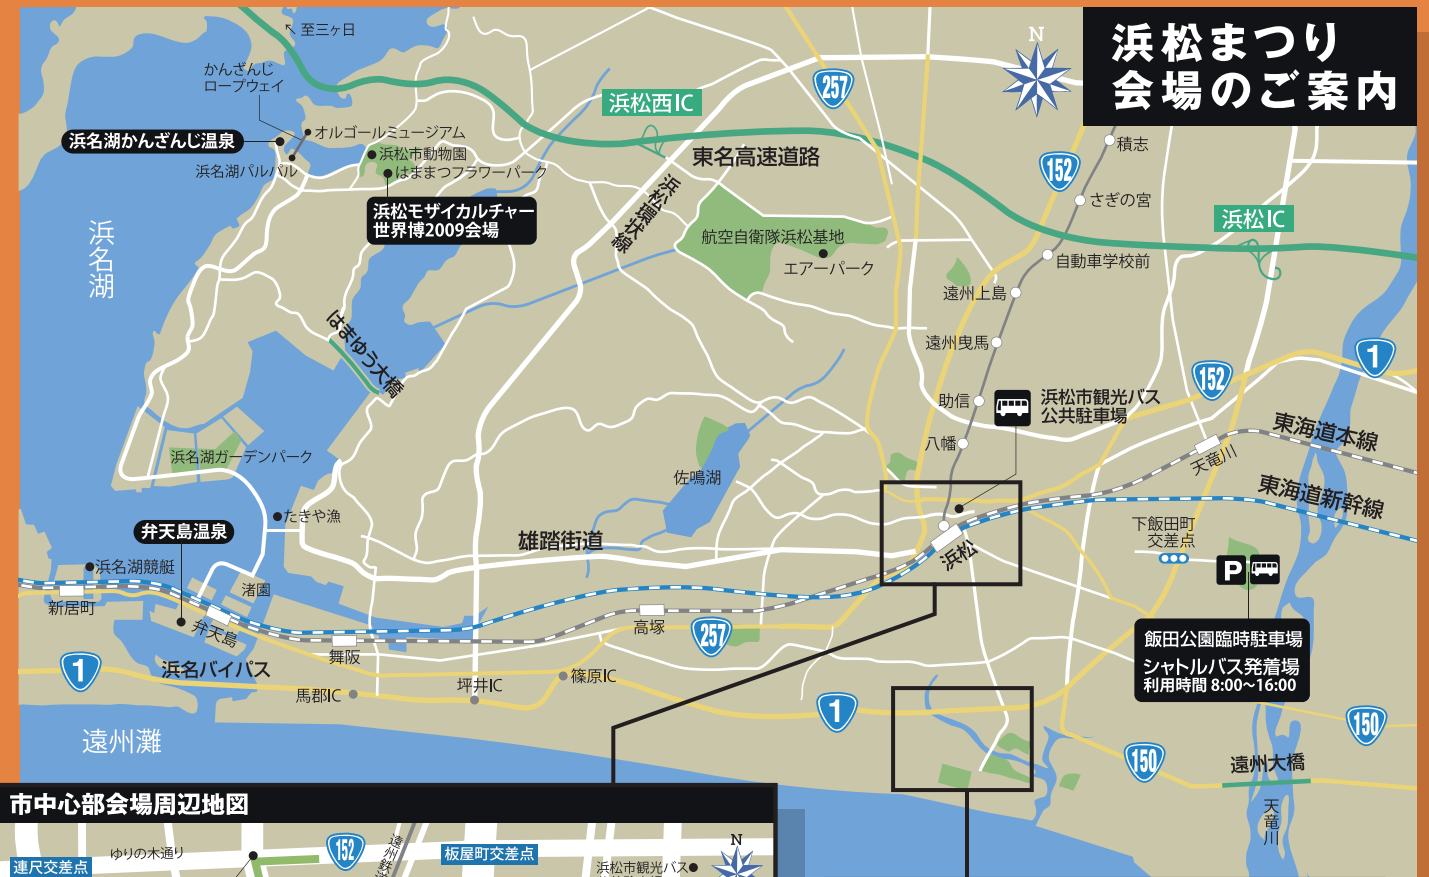 浜松まつり
会場のご案内
N
至三ヶ日
かんざんじ
ロープウェイ
浜松西IC
257
浜名湖かんざんじ温泉
オルゴールミュージアム
浜松市動物園
はままつフラワーパーク
浜名湖パルパル
浜松モザイカルチャー
世界博2009会場
東名高速道路
浜松環状線
152
積志
さぎの宮
浜松IC
浜名湖
航空自衛隊浜松基地
エアーパーク
自動車学校前
遠州上島
遠州曳馬
はまゆう大橋
1
152
助信
浜松市観光バス
公共駐車場
八幡
東海道本線
天竜川
浜名湖ガーデンパーク
佐鳴湖
東海道新幹線
たきや漁
弁天島温泉
雄踏街道
浜松
下飯田町
交差点
P
浜名湖競艇
渚園
新居町
弁天島
高塚
257
舞阪
飯田公園臨時駐車場
シャトルバス発着場
利用時間 8:00〜16:00
1
浜名バイパス
馬郡IC
坪井IC
篠原IC
1
150
150
遠州灘
遠州大橋
天竜川
市中心部会場周辺地図
ゆりの木通り
152
遠州鉄道
板屋町交差点
N
連尺交差点
浜松市観光バス